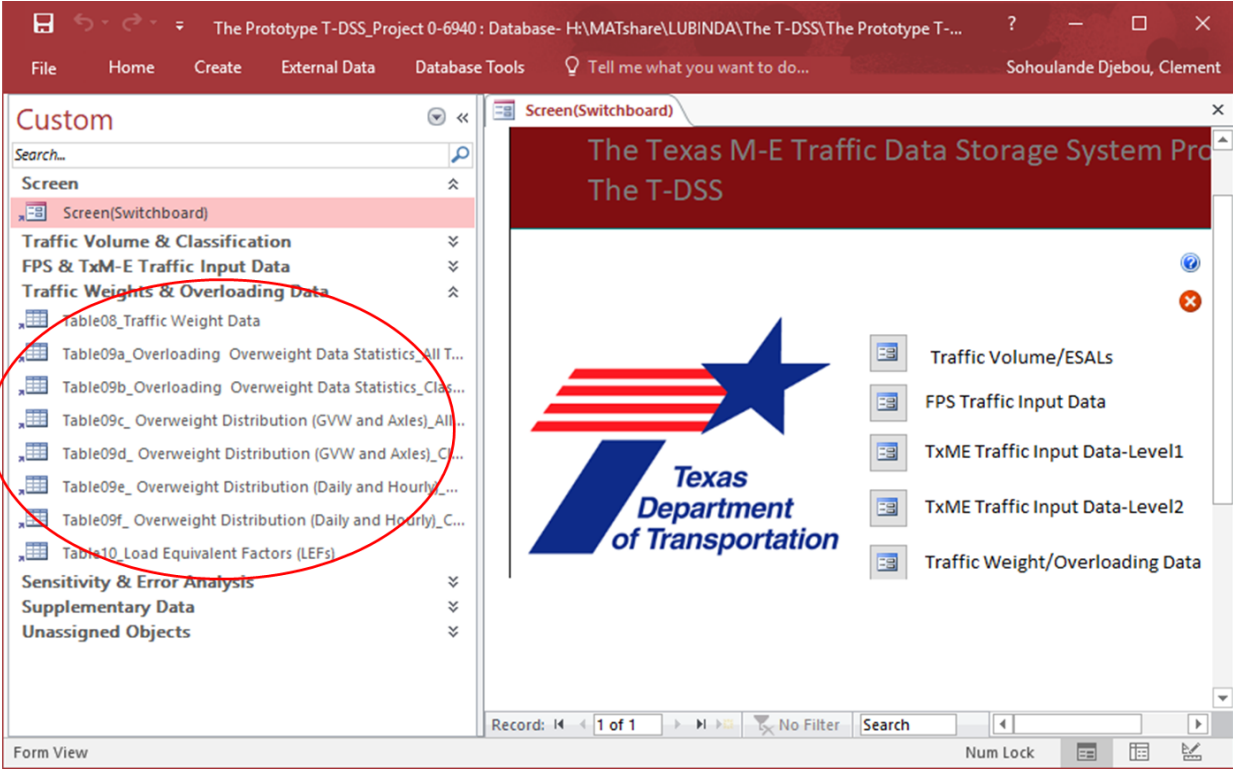 The Prototype T-DSS_Project 0-6940 : Database- H:\MATshare\LUBINDA\The T-DSS\The Prototype T-...
File Home Create External Data Database Tools Tell me what you want to do... Sohoulande Djebou, Clement
Custom
Search...
Screen
Screen(Switchboard)
Traffic Volume & Classification
FPS & TxM-E Traffic Input Data
Traffic Weights & Overloading Data
Table08_Traffic Weight Data
Table09a_Overloading Overweight Data Statistics_All T...
Table09b_Overloading Overweight Data Statistics_Clas...
Table09c_ Overweight Distribution (GVW and Axles)_All...
Table09d_ Overweight Distribution (GVW and Axles)_Cl...
Table09e_ Overweight Distribution (Daily and Hourly)_...
Table09f_ Overweight Distribution (Daily and Hourly)_C...
Table10_Load Equivalent Factors (LEFs)
Sensitivity & Error Analysis
Supplementary Data
Unassigned Objects
Screen(Switchboard)
The Texas M-E Traffic Data Storage System Pro
The T-DSS
Texas
Department
of Transportation
Traffic Volume/ESALs
FPS Traffic Input Data
TxME Traffic Input Data-Level1
TxME Traffic Input Data-Level2
Traffic Weight/Overloading Data
Record: 1 of 1 No Filter Search
Form View Num Lock